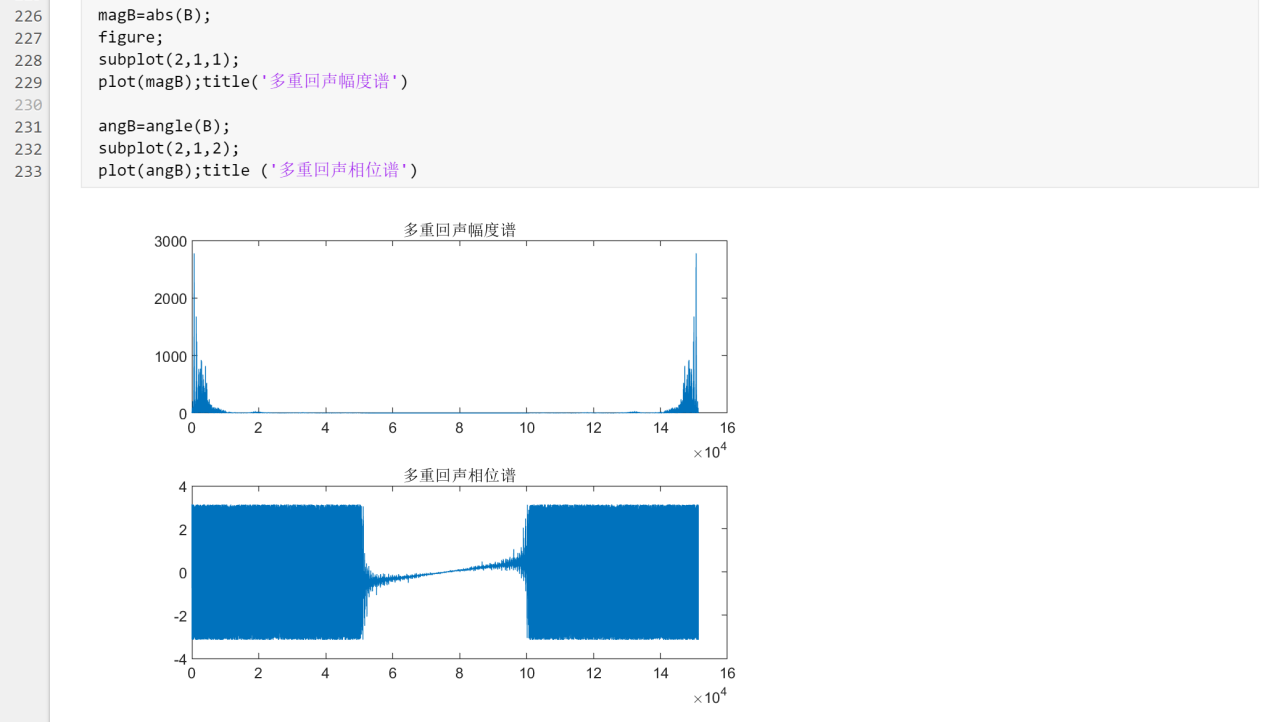 226 magB=abs(B);
227 figure;
228 subplot(2,1,1);
229 plot(magB);title('多重回声幅度谱')
230
231 angB=angle(B);
232 subplot(2,1,2);
233 plot(angB);title ('多重回声相位谱')
多重回声幅度谱
3000
2000
1000
0
0 2 4 6 8 10 12 14 16
×10⁴
多重回声相位谱
4
2
0
-2
-4
0 2 4 6 8 10 12 14 16
×10⁴